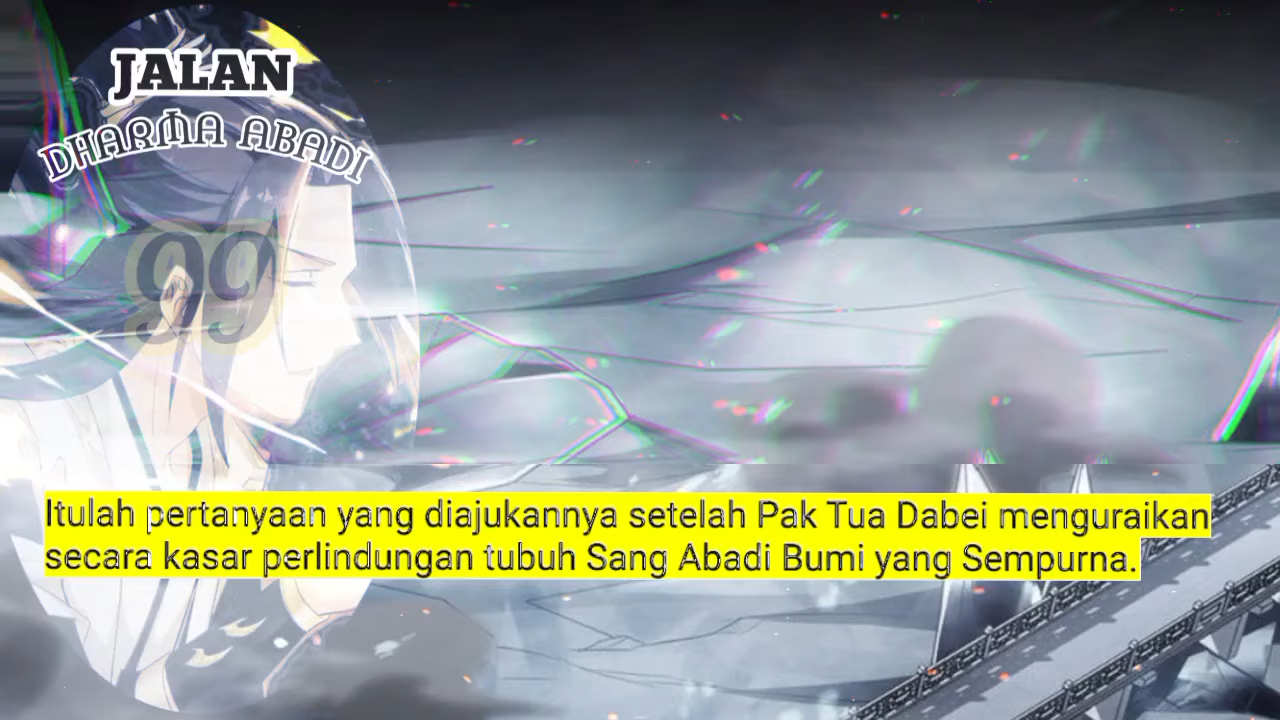 JALAN
DHARMA ABADI
99
Itulah pertanyaan yang diajukannya setelah Pak Tua Dabei menguraikan
secara kasar perlindungan tubuh Sang Abadi Bumi yang Sempurna.